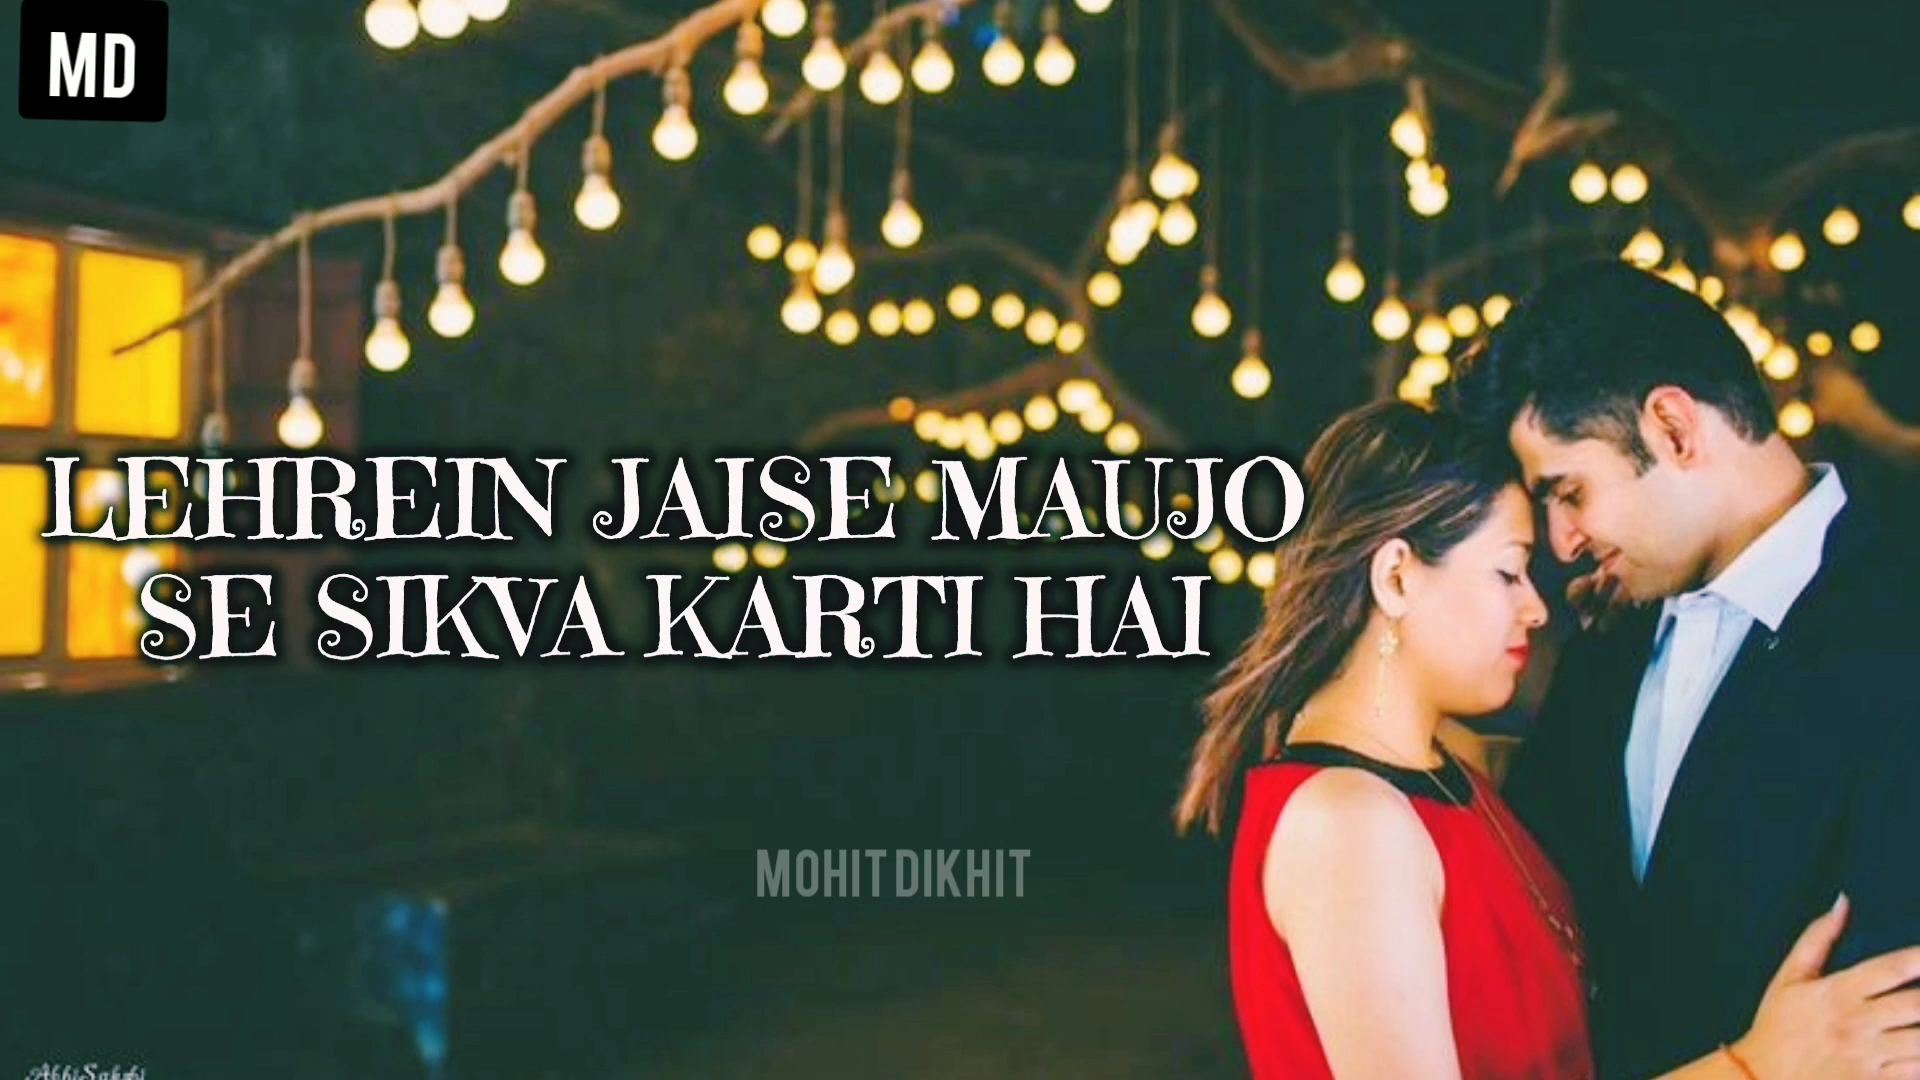 MD
LEHREIN JAISE MAUJO
SE SIKVA KARTI HAI
MOHIT DIKHIT